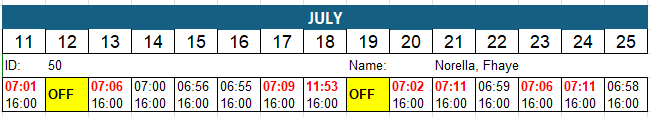 JULY
11 12 13 14 15 16 17 18 19 20 21 22 23 24 25
ID: 50 Name: Norella, Fhaye
07:01 OFF 07:06 07:00 06:56 06:55 07:09 11:53 OFF 07:02 07:11 06:59 07:06 07:11 06:58
16:00 16:00 16:00 16:00 16:00 16:00 16:00 16:00 16:00 16:00 16:00 16:00 16:00